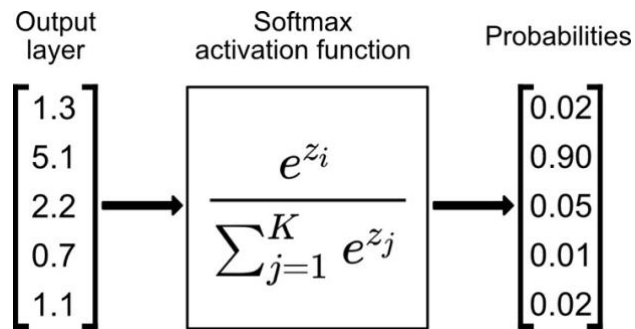 Output
layer
Softmax
activation function
Probabilities
1.3
5.1
2.2
0.7
1.1
e^{z_i}
∑_{j=1}^{K} e^{z_j}
0.02
0.90
0.05
0.01
0.02